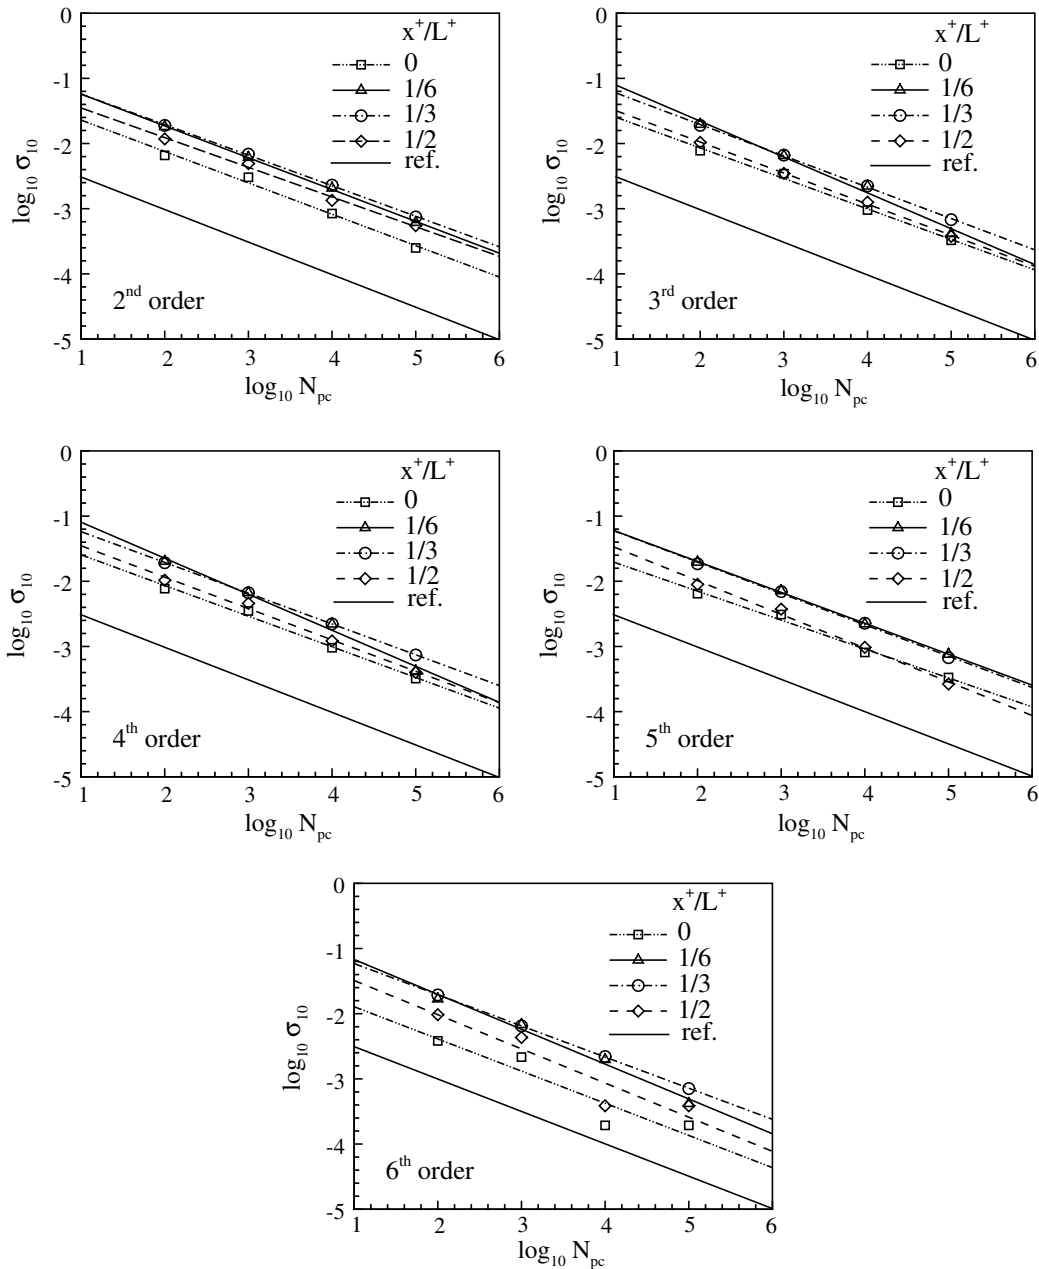 0
-1
-2
-3
-4
-5
log₁₀ σ₁₀
x⁺/L⁺
0
1/6
1/3
1/2
ref.
2ⁿᵈ order
1 2 3 4 5 6
log₁₀ N_pc
0
-1
-2
-3
-4
-5
log₁₀ σ₁₀
x⁺/L⁺
0
1/6
1/3
1/2
ref.
3ʳᵈ order
1 2 3 4 5 6
log₁₀ N_pc
0
-1
-2
-3
-4
-5
log₁₀ σ₁₀
x⁺/L⁺
0
1/6
1/3
1/2
ref.
4ᵗʰ order
1 2 3 4 5 6
log₁₀ N_pc
0
-1
-2
-3
-4
-5
log₁₀ σ₁₀
x⁺/L⁺
0
1/6
1/3
1/2
ref.
5ᵗʰ order
1 2 3 4 5 6
log₁₀ N_pc
0
-1
-2
-3
-4
-5
log₁₀ σ₁₀
x⁺/L⁺
0
1/6
1/3
1/2
ref.
6ᵗʰ order
1 2 3 4 5 6
log₁₀ N_pc